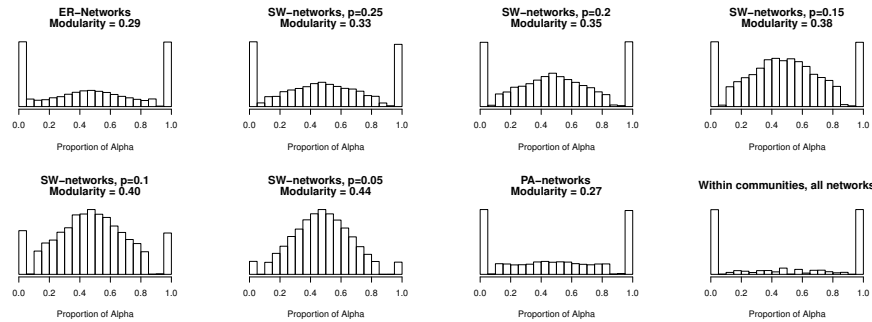 ER−Networks
Modularity = 0.29
SW−networks, p=0.25
Modularity = 0.33
SW−networks, p=0.2
Modularity = 0.35
SW−networks, p=0.15
Modularity = 0.38
0.0 0.2 0.4 0.6 0.8 1.0
0.0 0.2 0.4 0.6 0.8 1.0
0.0 0.2 0.4 0.6 0.8 1.0
0.0 0.2 0.4 0.6 0.8 1.0
Proportion of Alpha
Proportion of Alpha
Proportion of Alpha
Proportion of Alpha
SW−networks, p=0.1
Modularity = 0.40
SW−networks, p=0.05
Modularity = 0.44
PA−networks
Modularity = 0.27
Within communities, all networks
0.0 0.2 0.4 0.6 0.8 1.0
0.0 0.2 0.4 0.6 0.8 1.0
0.0 0.2 0.4 0.6 0.8 1.0
0.0 0.2 0.4 0.6 0.8 1.0
Proportion of Alpha
Proportion of Alpha
Proportion of Alpha
Proportion of Alpha